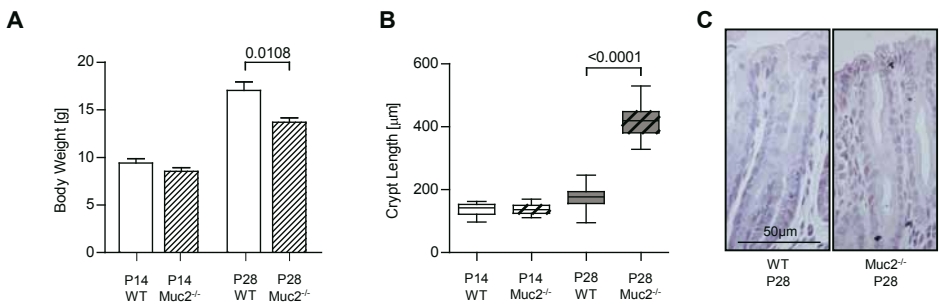 A
Body Weight [g]
20
15
10
5
0
0.0108
P14
WT
P14
Muc2-/-
P28
WT
P28
Muc2-/-
B
Crypt Length [µm]
600
400
200
0
<0.0001
P14
WT
P14
Muc2-/-
P28
WT
P28
Muc2-/-
C
50µm
WT
P28
Muc2-/-
P28